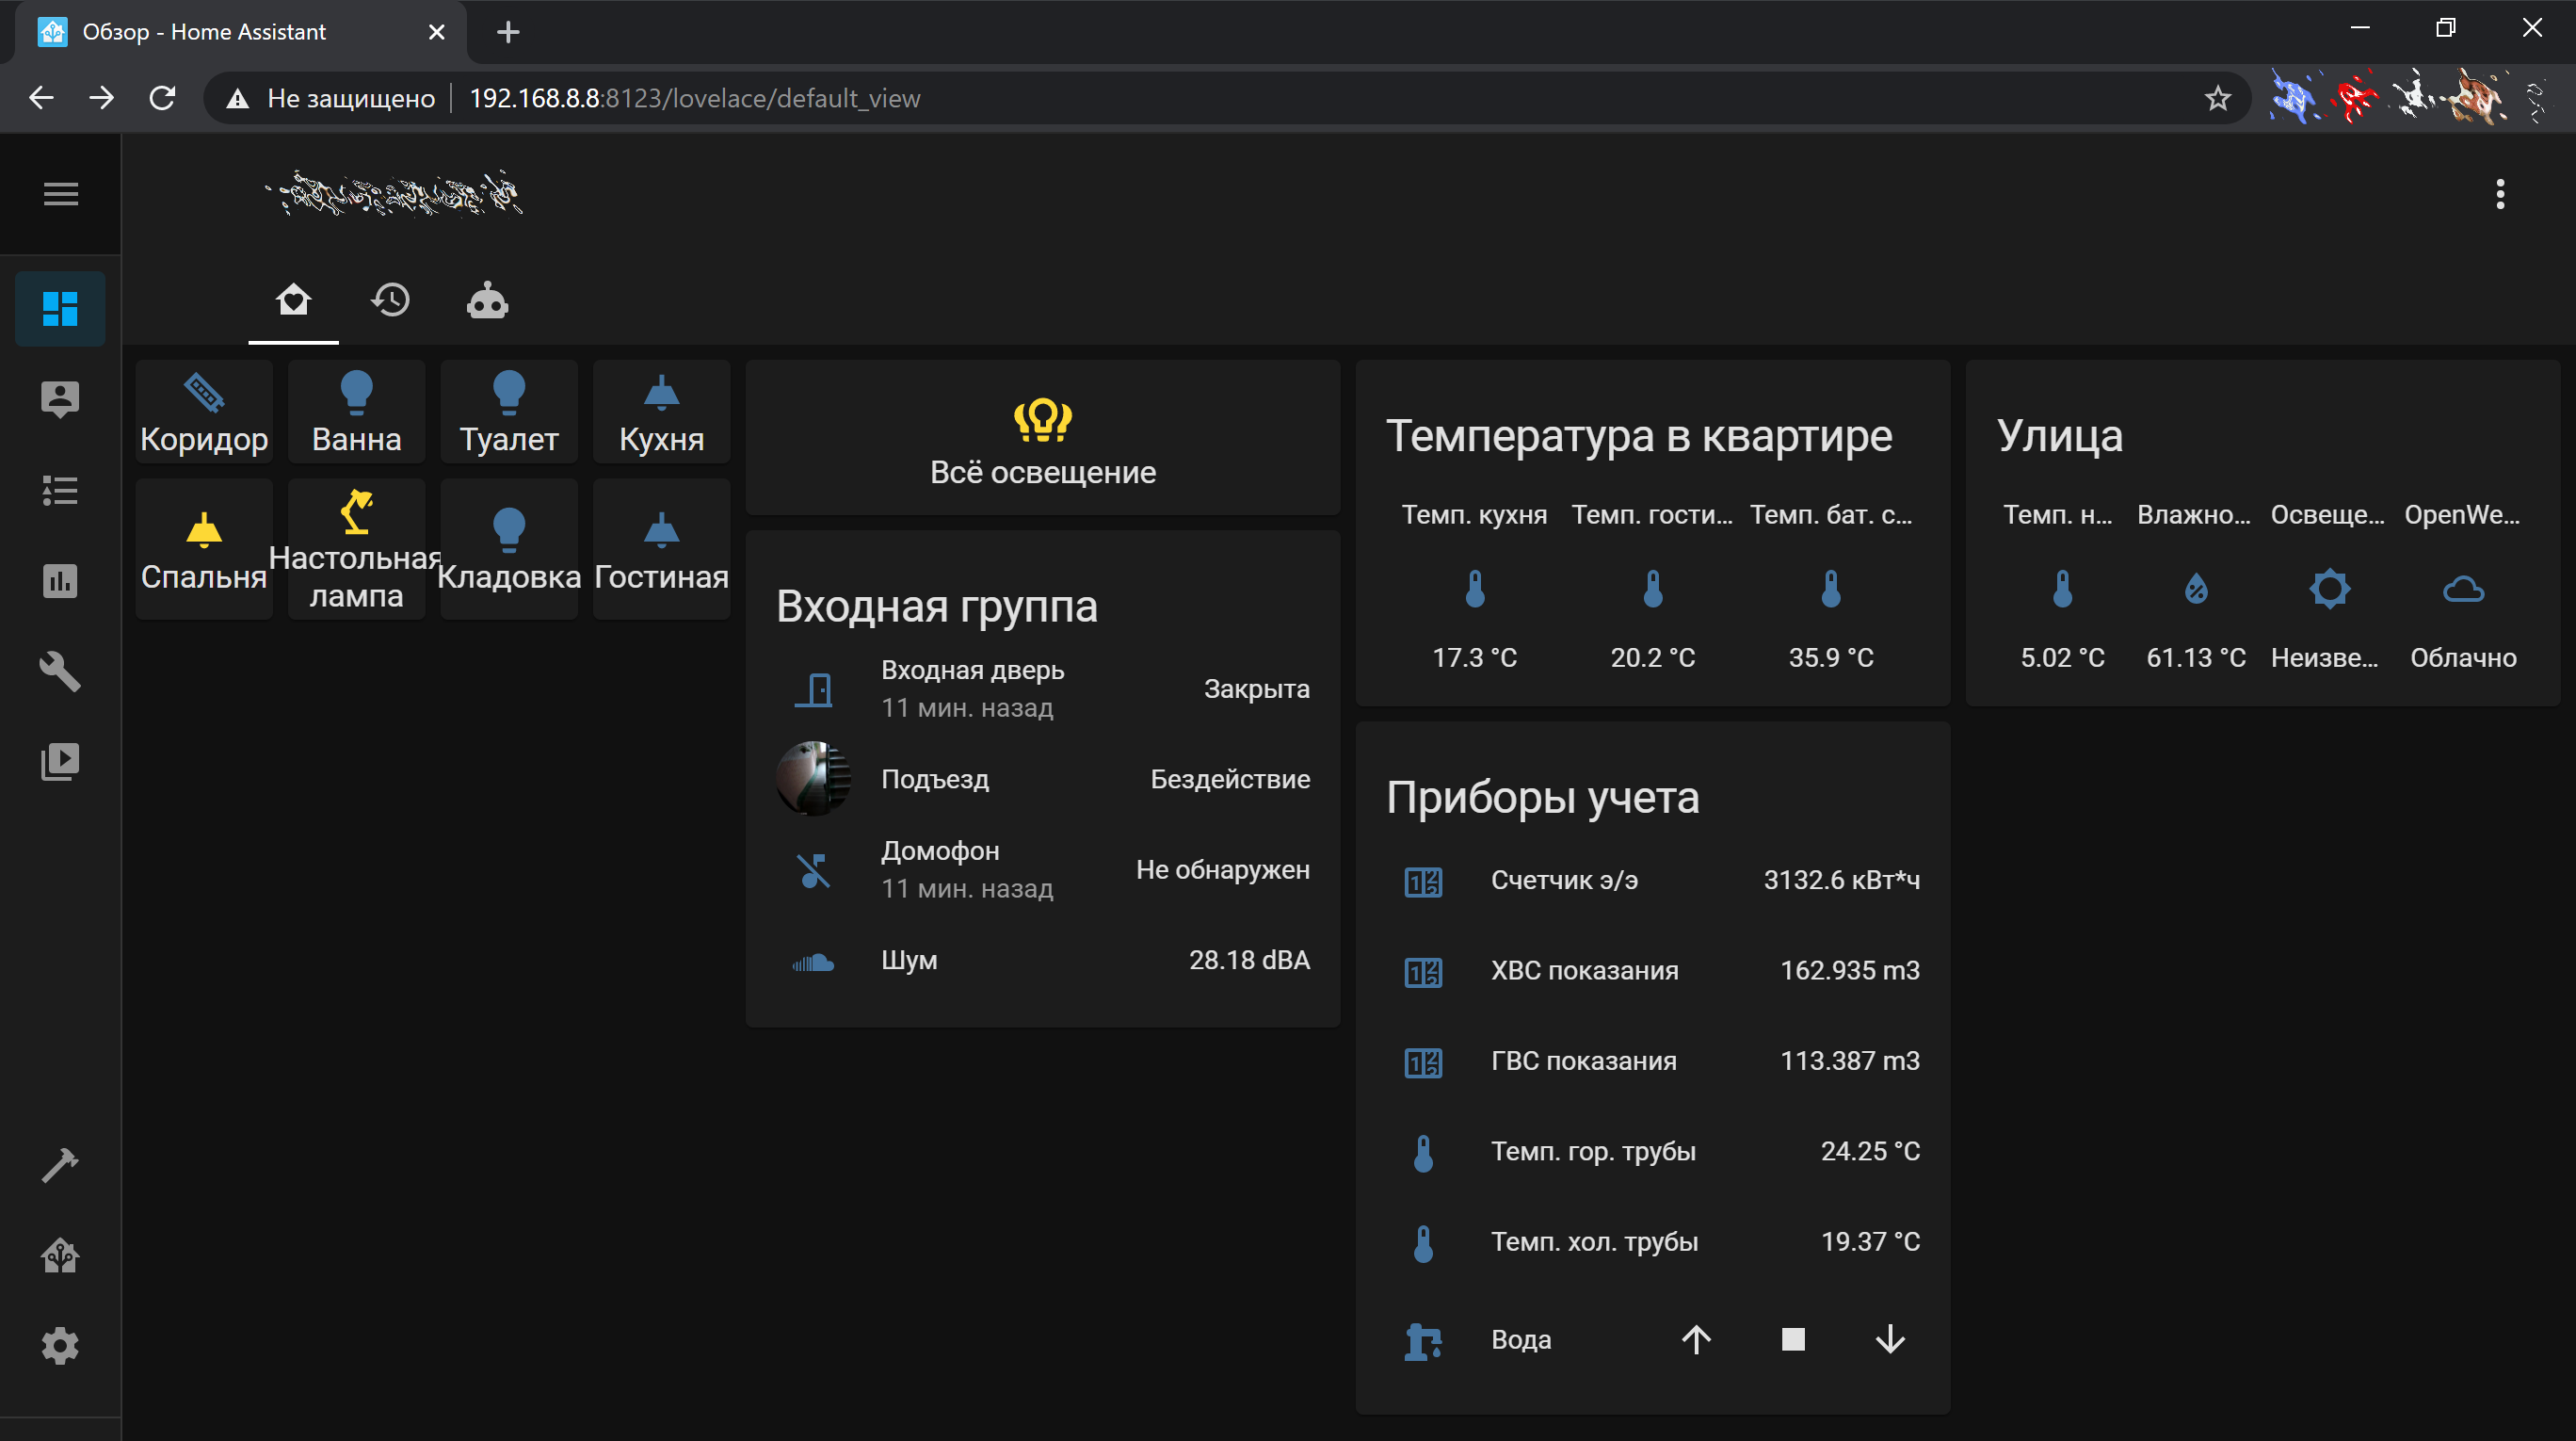 Обзор - Home Assistant
Не защищено
192.168.8.8:8123/lovelace/default_view
Коридор
Ванна
Туалет
Кухня
Спальня
Настольная
лампа
Кладовка
Гостиная
Всё освещение
Входная группа
Входная дверь
11 мин. назад
Закрыта
Подъезд
Бездействие
Домофон
11 мин. назад
Не обнаружен
Шум
28.18 dBA
Температура в квартире
Темп. кухня
Темп. гости...
Темп. бат. с...
17.3 °C
20.2 °C
35.9 °C
Приборы учета
Счетчик э/э
3132.6 кВт*ч
ХВС показания
162.935 m3
ГВС показания
113.387 m3
Темп. гор. трубы
24.25 °C
Темп. хол. трубы
19.37 °C
Вода
Улица
Темп. н...
Влажно...
Освеще...
OpenWe...
5.02 °C
61.13 °C
Неизве...
Облачно